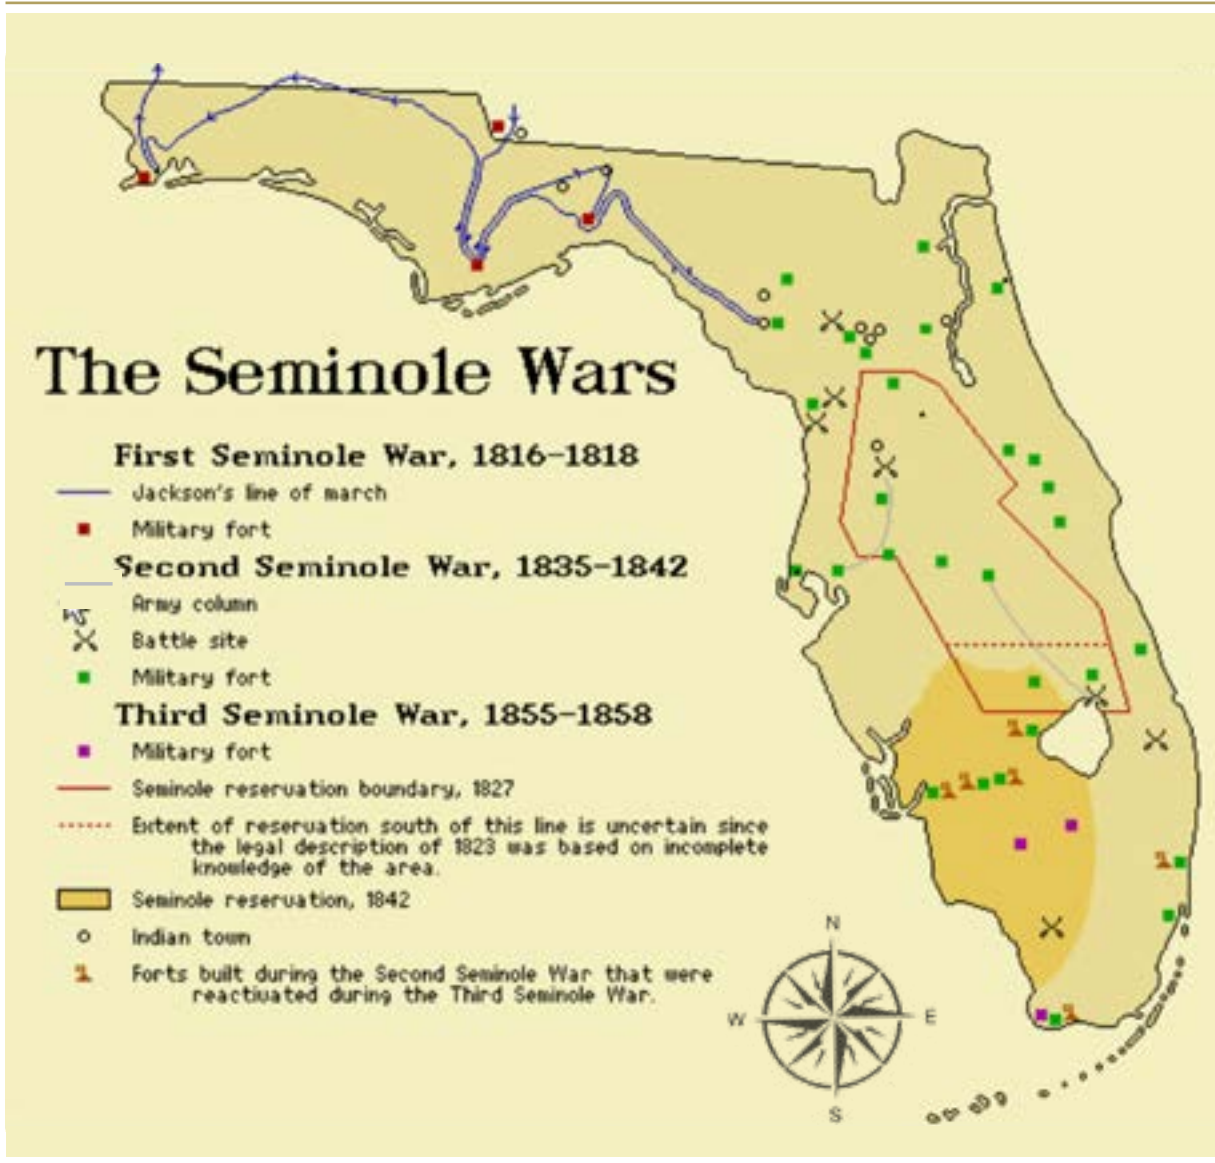 The Seminole Wars
First Seminole War, 1816–1818
Jackson's line of march
Military fort
Second Seminole War, 1835–1842
Army column
Battle site
Military fort
Third Seminole War, 1855–1858
Military fort
Seminole reservation boundary, 1827
Extent of reservation south of this line is uncertain since
the legal description of 1823 was based on incomplete
knowledge of the area.
Seminole reservation, 1842
Indian town
Forts built during the Second Seminole War that were
reactivated during the Third Seminole War.
N
W
E
S